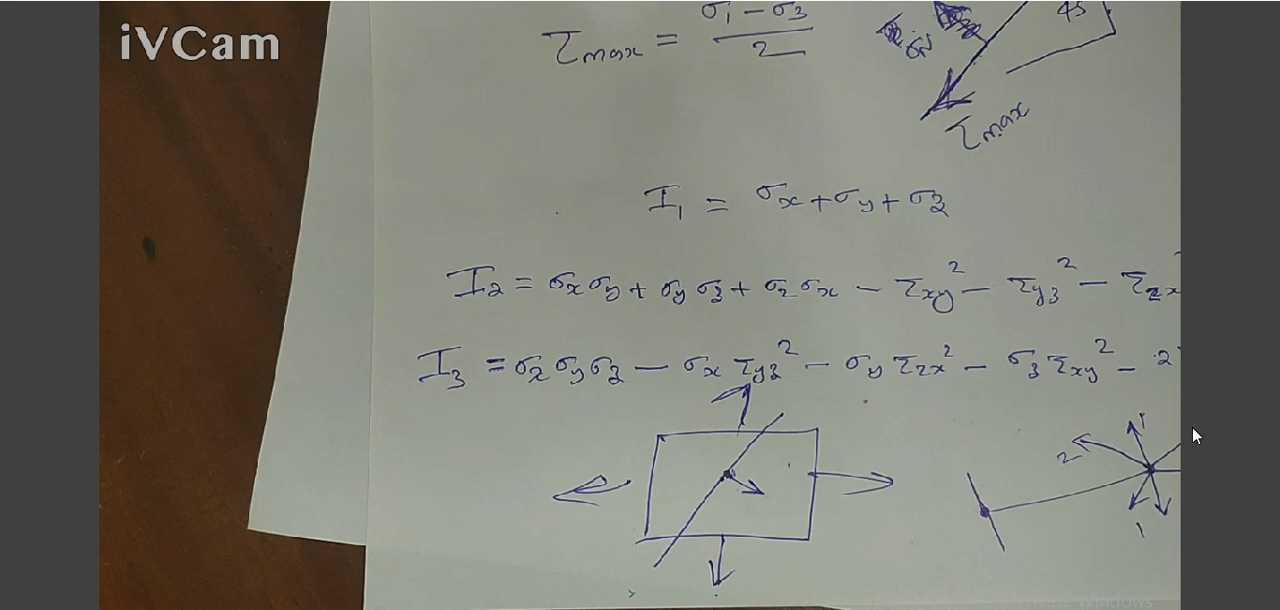 iVCam
τmax = (σ1 − σ3)/2
45
σN
τmax
I1 = σx + σy + σz
I2 = σxσy + σyσz + σzσx − τxy² − τyz² − τzx
I3 = σxσyσz − σxτyz² − σyτzx² − σzτxy² − 2
2
1
1